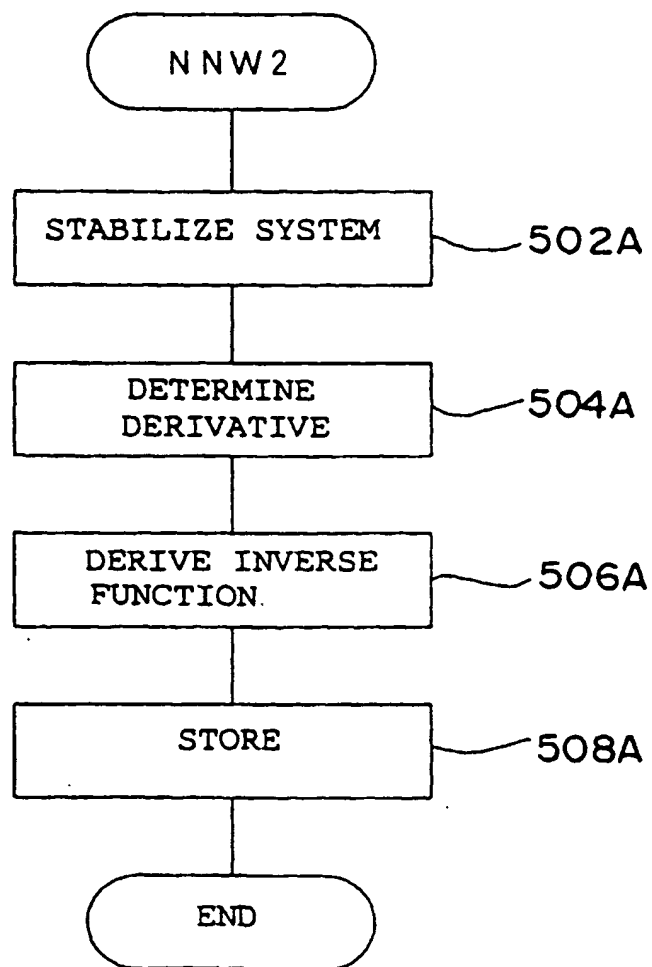 NNW2
STABILIZE SYSTEM
502A
DETERMINE
DERIVATIVE
504A
DERIVE INVERSE
FUNCTION
506A
STORE
508A
END